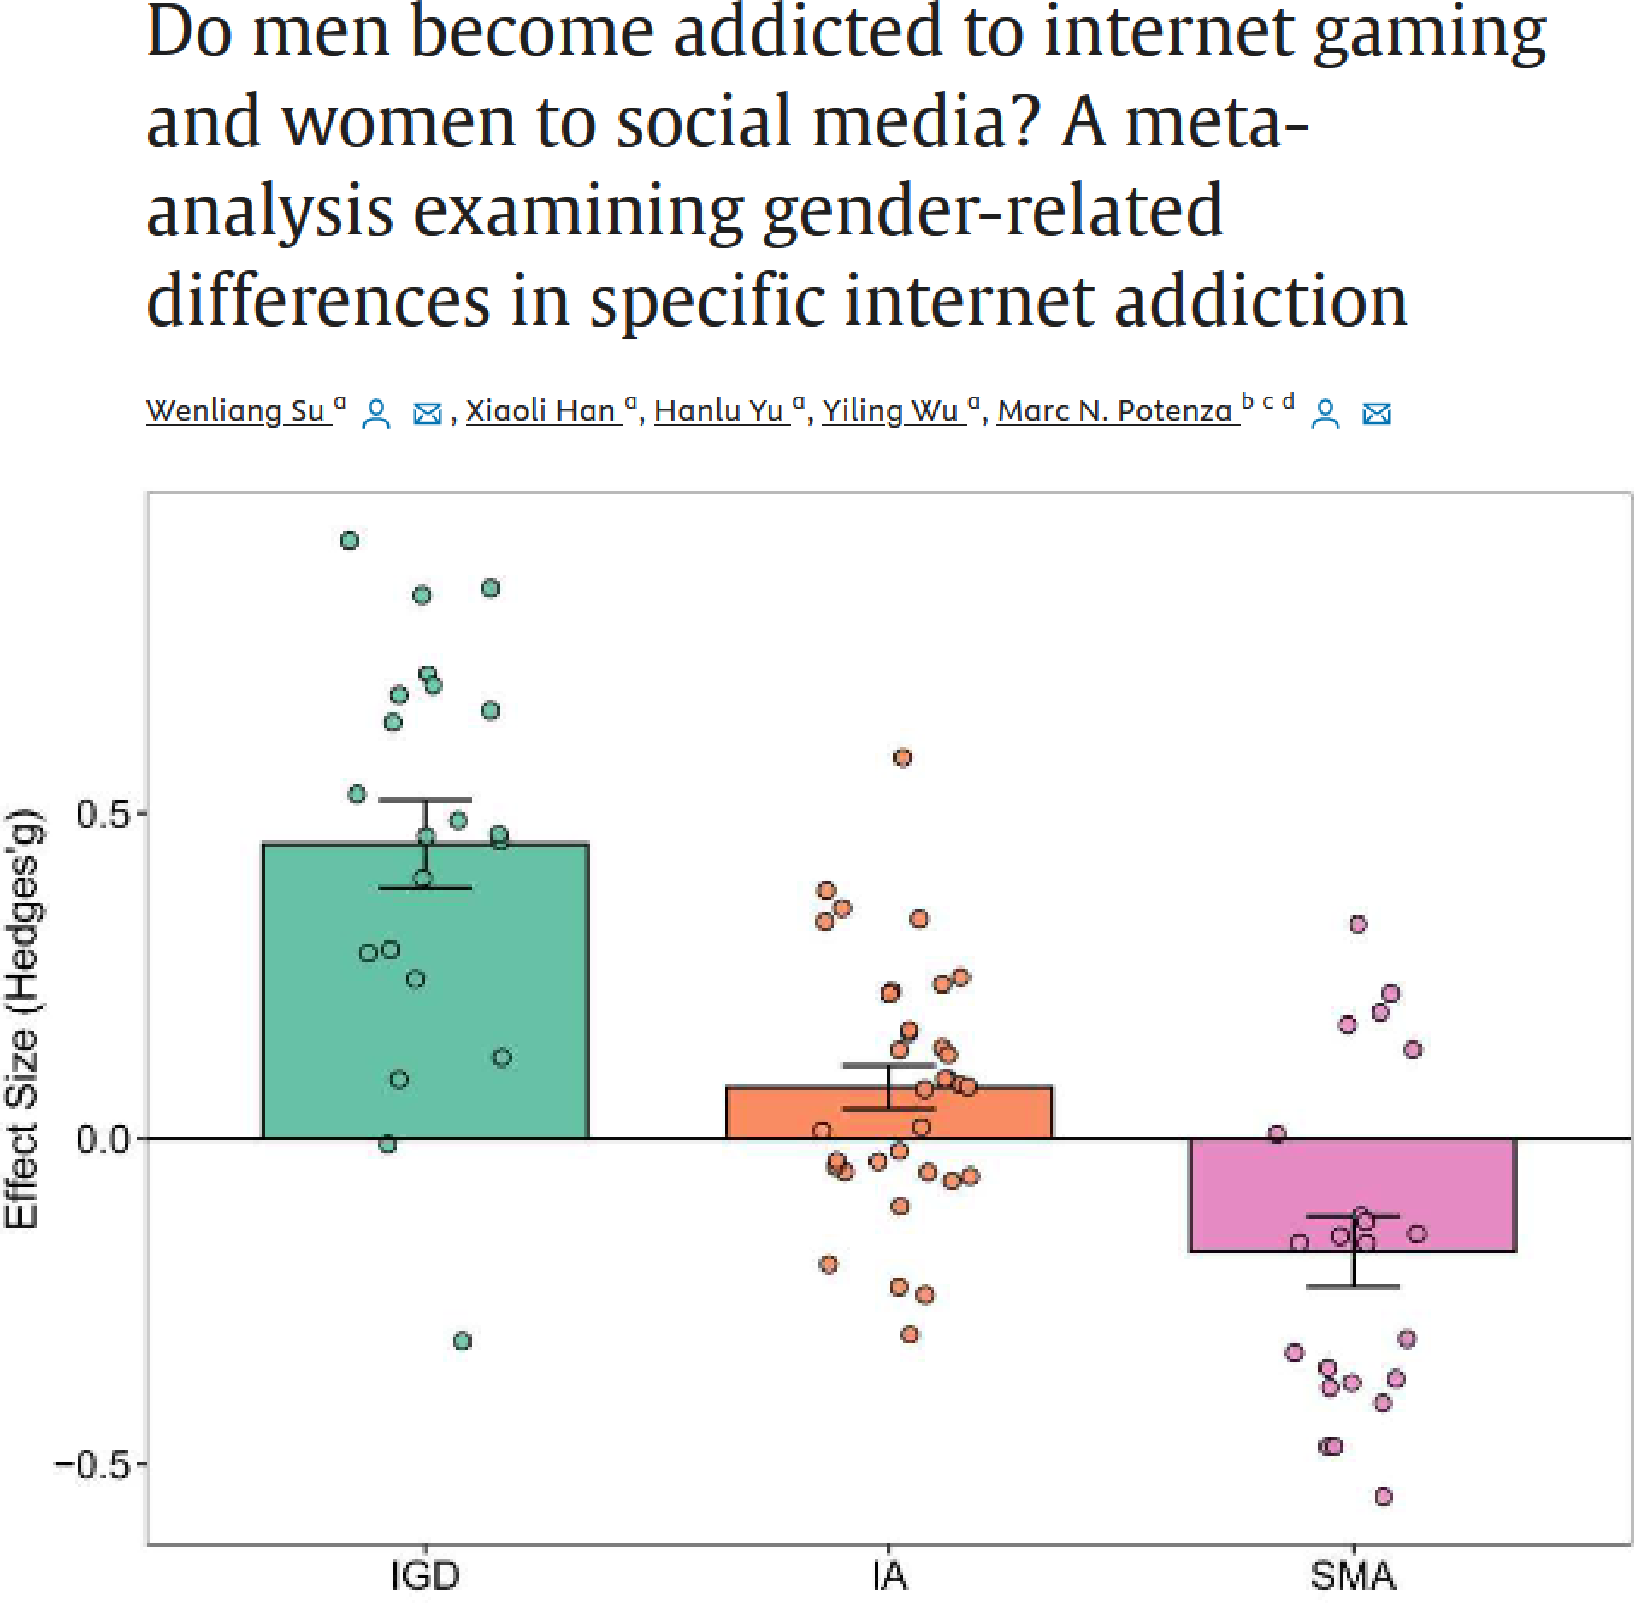 Do men become addicted to internet gaming
and women to social media? A meta-
analysis examining gender-related
differences in specific internet addiction
Wenliang Su a, Xiaoli Han a, Hanlu Yu a, Yiling Wu a, Marc N. Potenza b c d
Effect Size (Hedges'g)
0.5
0.0
−0.5
IGD
IA
SMA